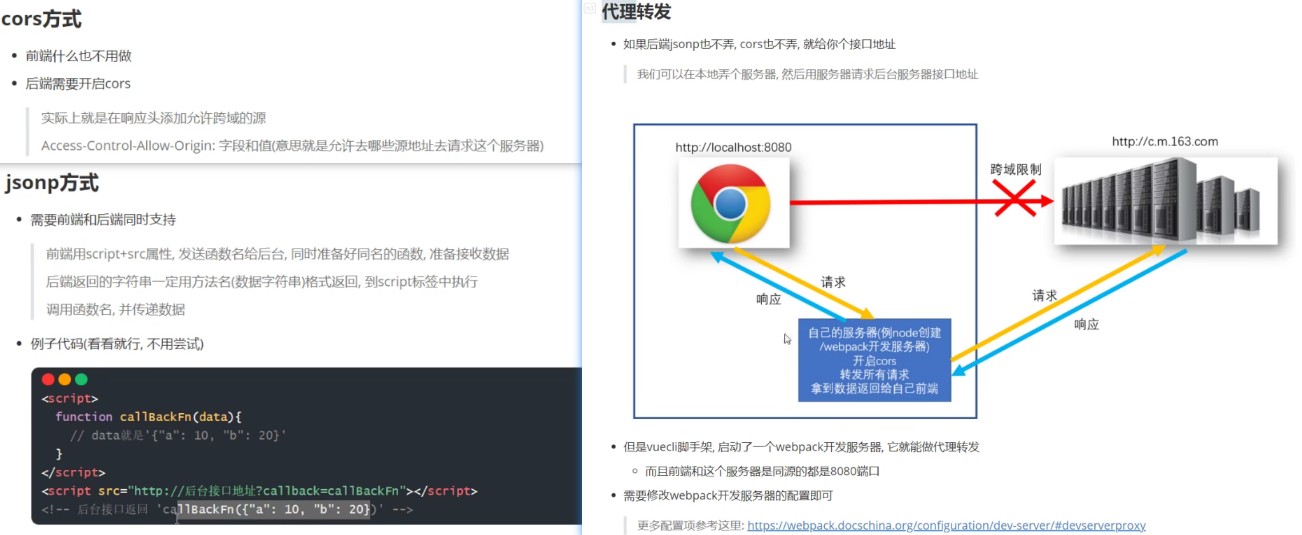 cors方式
前端什么也不用做
后端需要开启cors
实际上就是在响应头添加允许跨域的源
Access-Control-Allow-Origin: 字段和值(意思就是允许去哪些源地址去请求这个服务器)
jsonp方式
需要前端和后端同时支持
前端用script+src属性, 发送函数名给后台, 同时准备好同名的函数, 准备接收数据
后端返回的字符串一定用方法名(数据字符串)格式返回, 到script标签中执行
调用函数名, 并传递数据
例子代码(看看就行, 不用尝试)
<script>
function callBackFn(data){
// data就是'{"a": 10, "b": 20}'
}
</script>
<script src="http://后台接口地址?callback=callBackFn"></script>
<!-- 后台接口返回 'callBackFn({"a": 10, "b": 20})' -->
代理转发
如果后端jsonp也不弄, cors也不弄, 就给你个接口地址
我们可以在本地弄个服务器, 然后用服务器请求后台服务器接口地址
http://localhost:8080
http://c.m.163.com
跨域限制
请求
响应
请求
响应
自己的服务器(例node创建
/webpack开发服务器)
开启cors
转发所有请求
拿到数据返回给自己前端
但是vuecli脚手架, 启动了一个webpack开发服务器, 它就能做代理转发
而且前端和这个服务器是同源的都是8080端口
需要修改webpack开发服务器的配置即可
更多配置项参考这里: https://webpack.docschina.org/configuration/dev-server/#devserverproxy